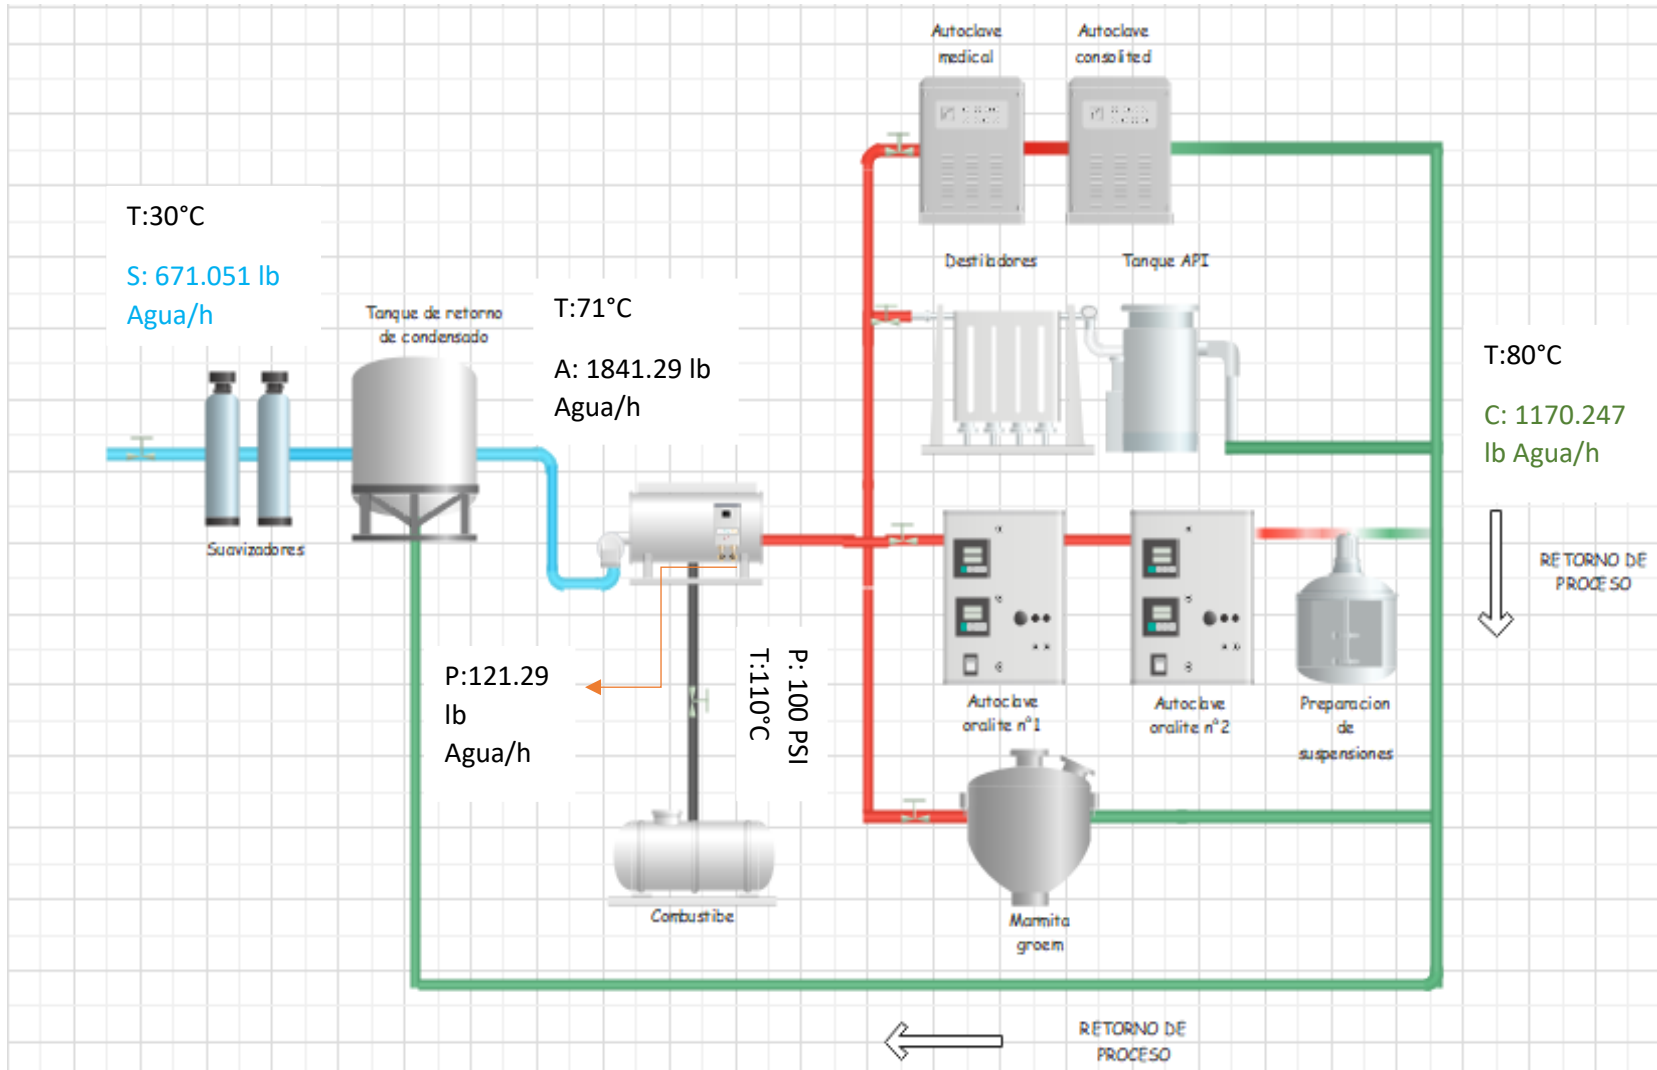 Autoclave
medical
Autoclave
consolited
T:30°C
S: 671.051 lb
Agua/h
Tanque de retorno
de condensado
T:71°C
A: 1841.29 lb
Agua/h
Destiladores
Tanque API
T:80°C
C: 1170.247
lb Agua/h
Suavizadores
RETORNO DE
PROCESO
P:121.29
lb
Agua/h
P: 100 PSI
T:110°C
Autoclave
oralite n°1
Autoclave
oralite n°2
Preparacion
de
suspensiones
Combustibe
Marmita
groem
RETORNO DE
PROCESO